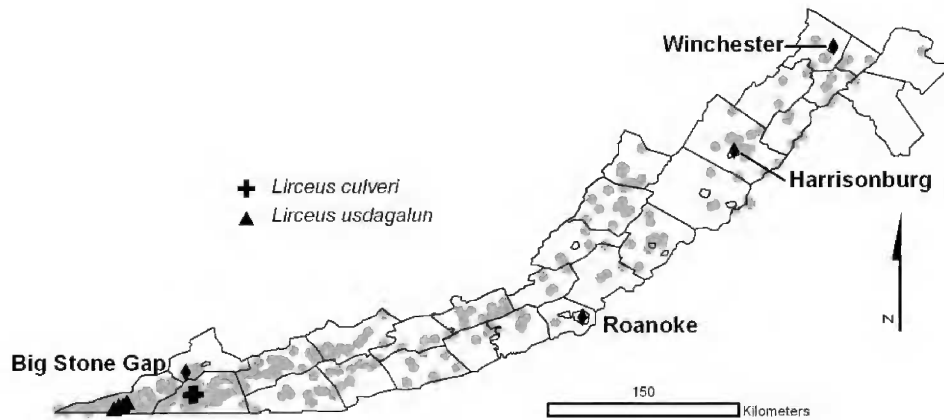 Winchester
Lirceus culveri
Lirceus usdagalun
Harrisonburg
N
Roanoke
Big Stone Gap
150
Kilometers